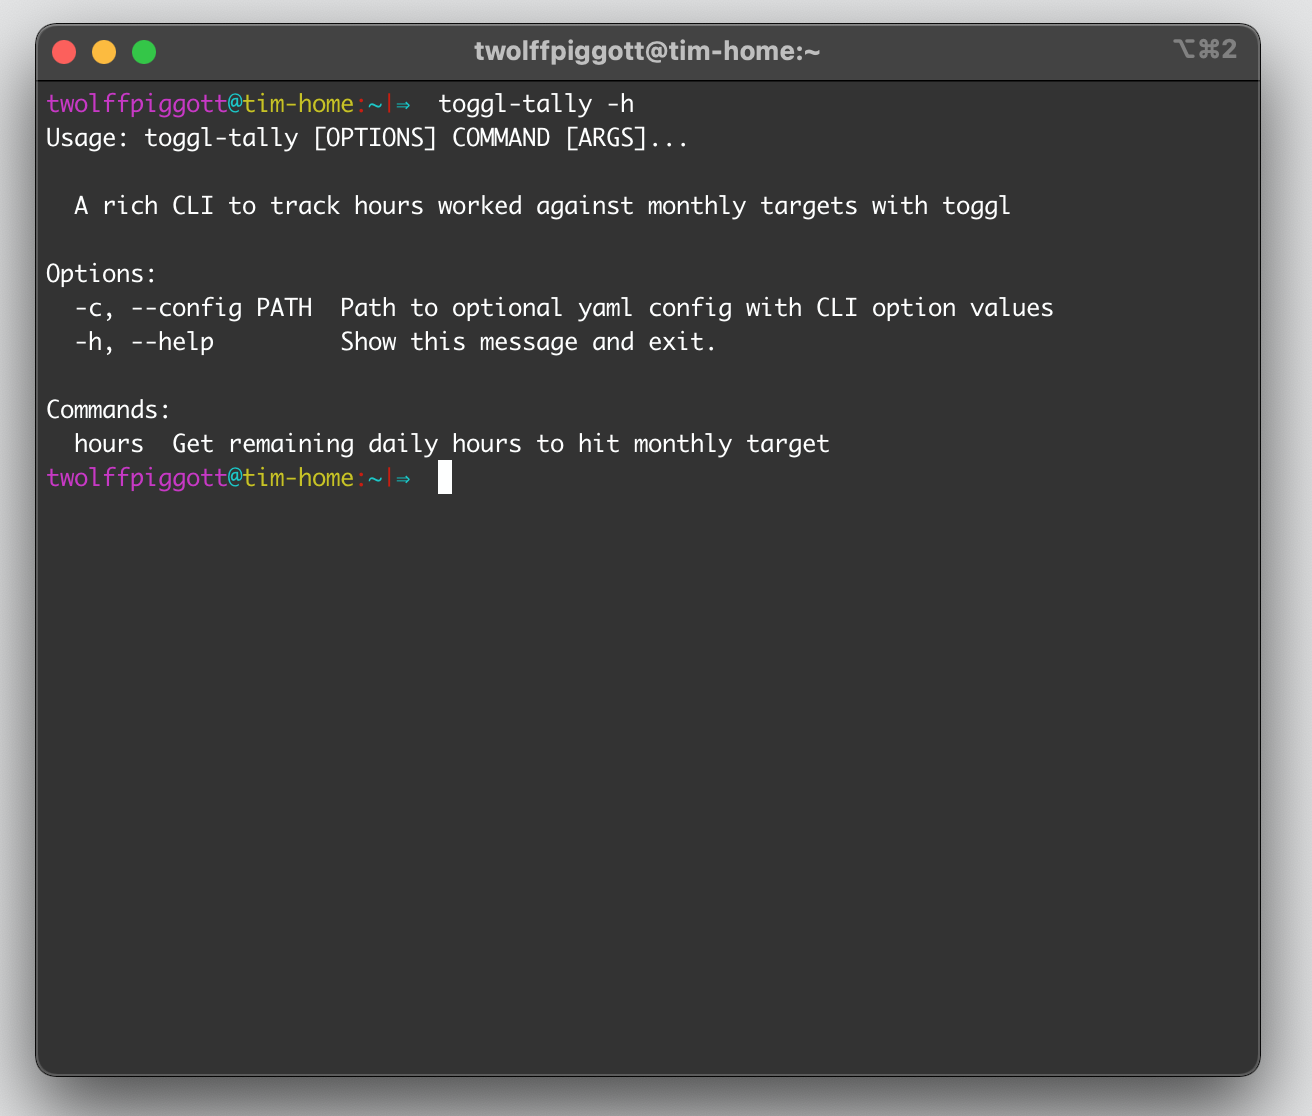 twolffpiggott@tim-home:~ ⌥⌘2
twolffpiggott@tim-home:~|⇒  toggl-tally -h
Usage: toggl-tally [OPTIONS] COMMAND [ARGS]...

  A rich CLI to track hours worked against monthly targets with toggl

Options:
  -c, --config PATH  Path to optional yaml config with CLI option values
  -h, --help         Show this message and exit.

Commands:
  hours  Get remaining daily hours to hit monthly target
twolffpiggott@tim-home:~|⇒